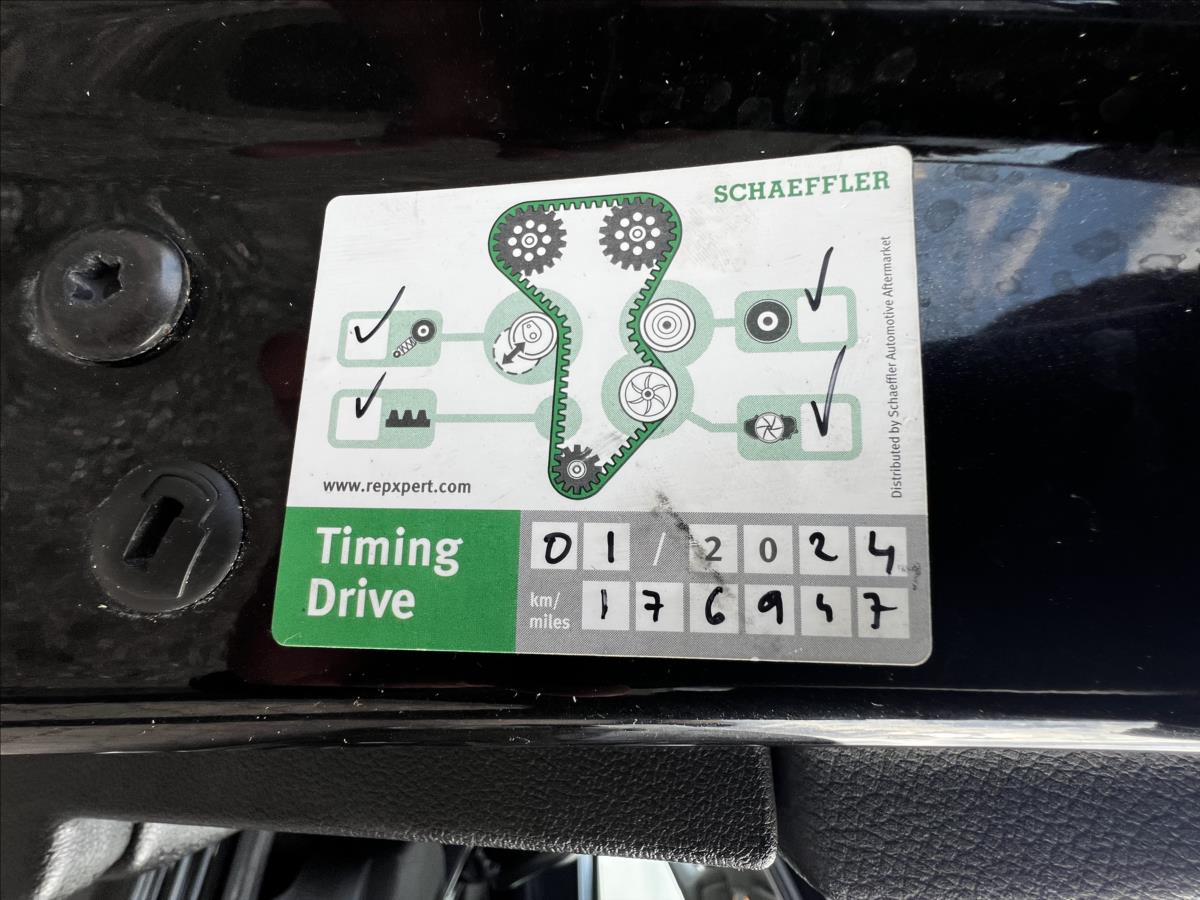 SCHAEFFLER
Distributed by Schaeffler Automotive Aftermarket
www.repxpert.com
Timing
Drive
01/2024
km/
miles
176947